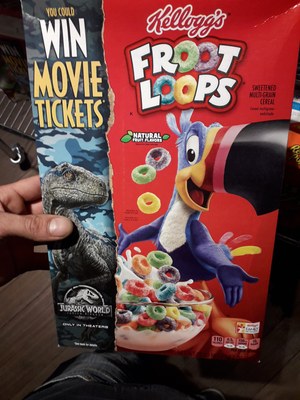 YOU COULD
WIN
MOVIE
TICKETS
Kellogg's
FROOT
LOOPS
SWEETENED
MULTI-GRAIN
CEREAL
NATURAL
FRUIT FLAVORS
JURASSIC WORLD
ONLY IN THEATERS
110